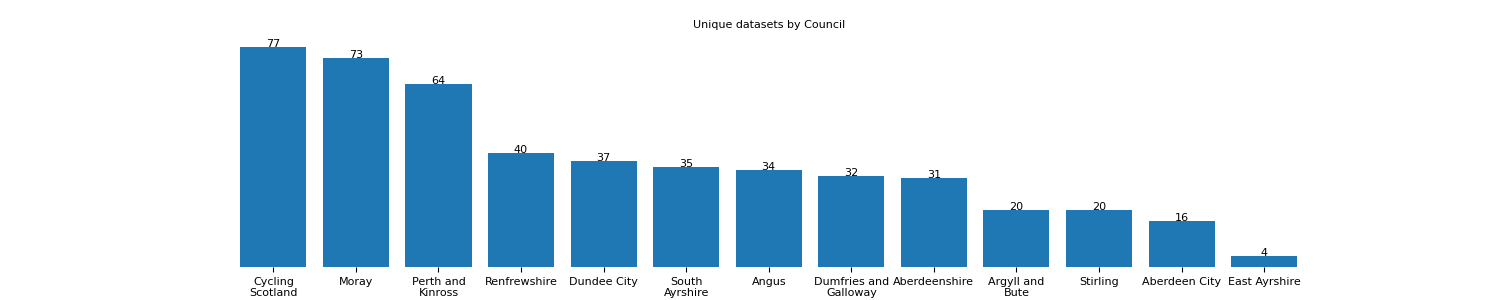 Unique datasets by Council
77
73
64
40
37
35
34
32
31
20
20
16
4
Cycling
Scotland
Moray
Perth and
Kinross
Renfrewshire
Dundee City
South
Ayrshire
Angus
Dumfries and
Galloway
Aberdeenshire
Argyll and
Bute
Stirling
Aberdeen City
East Ayrshire